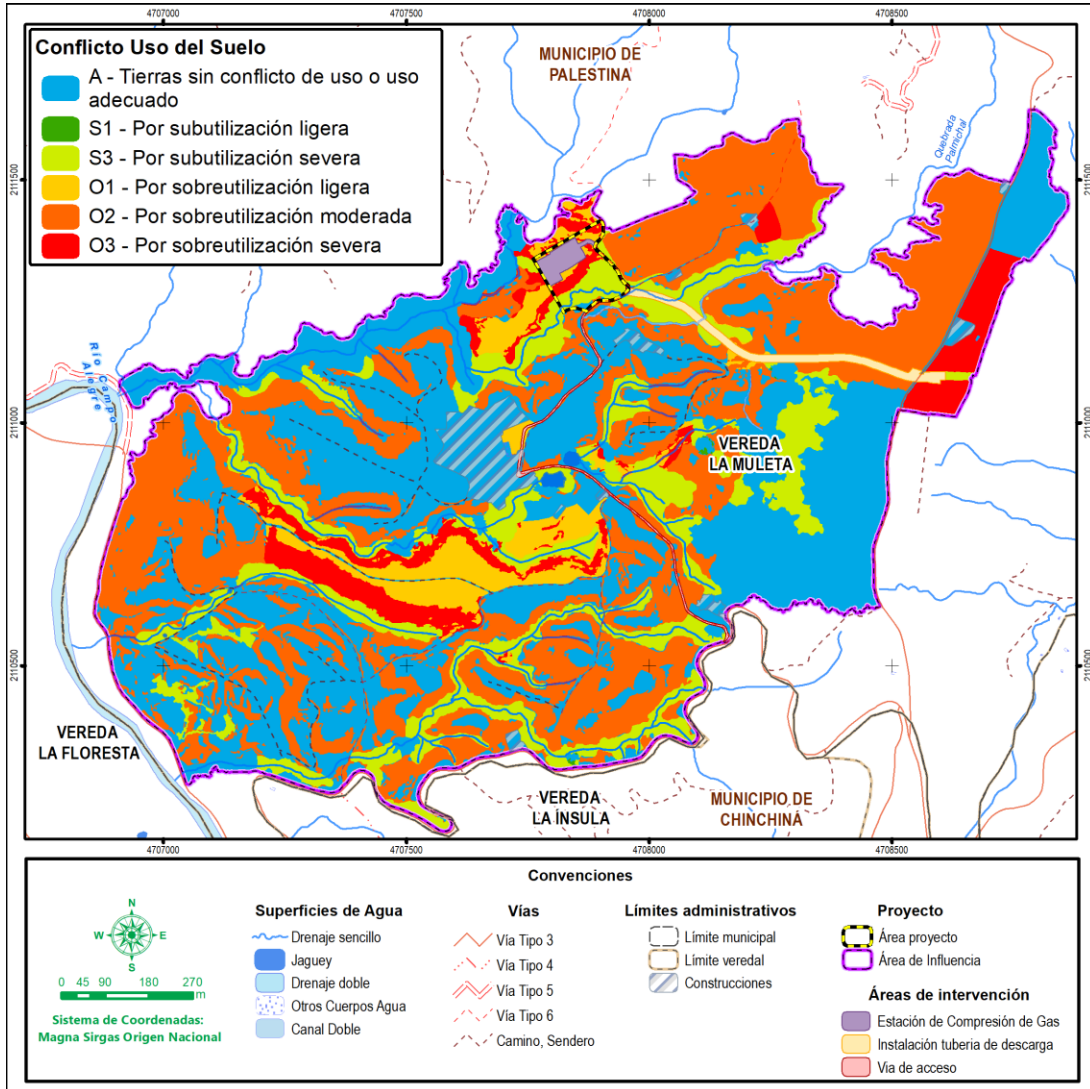 4707000
4707500
4708000
4708500
Conflicto Uso del Suelo
A - Tierras sin conflicto de uso o uso
adecuado
S1 - Por subutilización ligera
S3 - Por subutilización severa
O1 - Por sobreutilización ligera
O2 - Por sobreutilización moderada
O3 - Por sobreutilización severa
MUNICIPIO DE
PALESTINA
Quebrada
Palmichal
2111500
2111500
Río Campo
Alegre
2111000
2111000
VEREDA
LA MULETA
2110500
2110500
VEREDA
LA FLORESTA
VEREDA
LA ÍNSULA
MUNICIPIO DE
CHINCHINÁ
4707000
4707500
4708000
4708500
Convenciones
N
W
E
S
0 45 90 180 270
m
Sistema de Coordenadas:
Magna Sirgas Origen Nacional
Superficies de Agua
Drenaje sencillo
Jaguey
Drenaje doble
Otros Cuerpos Agua
Canal Doble
Vías
Vía Tipo 3
Vía Tipo 4
Vía Tipo 5
Vía Tipo 6
Camino, Sendero
Límites administrativos
Límite municipal
Límite veredal
Construcciones
Proyecto
Área proyecto
Área de Influencia
Áreas de intervención
Estación de Compresión de Gas
Instalación tuberia de descarga
Via de acceso